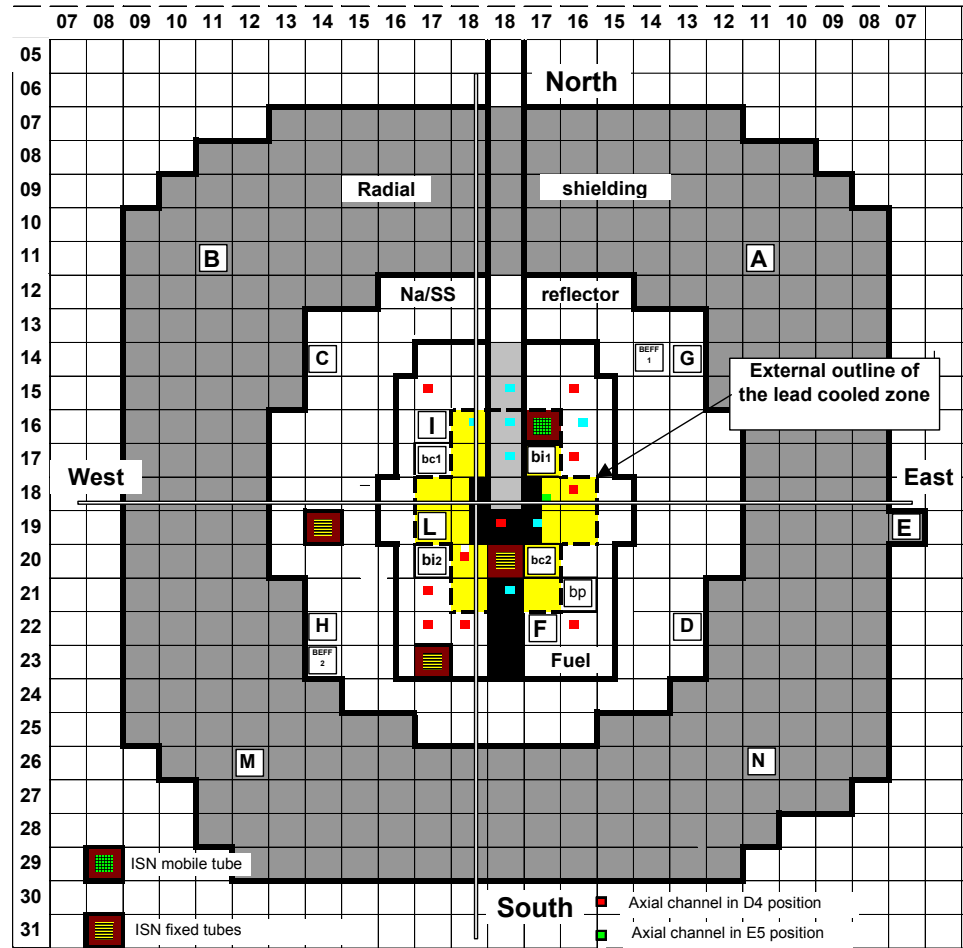 07 08 09 10 11 12 13 14 16 17 18 18 17 16 15 14 13 11 10 09 08 07
05
06 North
07
08
09 Radial shielding
10
11 B A
12 Na/SS reflector
13
14 C BEFF 1 G
External outline of
the lead cooled zone
15
16 I
17 bc1 bi1
West East
18
19 L E
20 bi2 bc2
21 bp
22 H F D
23 BEFF 2 Fuel
24
25
26 M N
27
28
29 ISN mobile tube
30
South Axial channel in D4 position
31 ISN fixed tubes Axial channel in E5 position